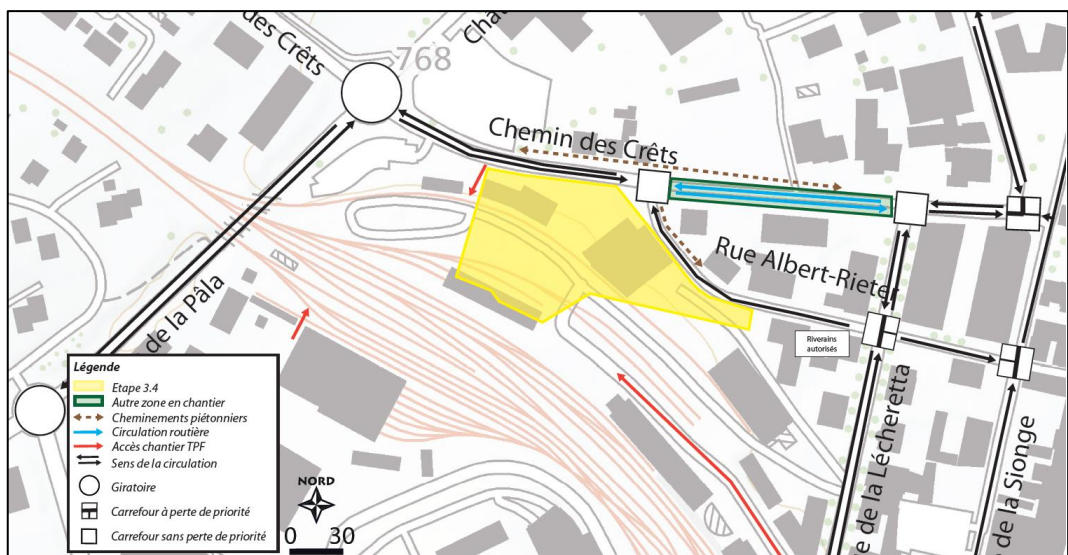 des Crêts
768
Chemin des Crêts
Rue Albert-Riete
Riverains
autorisés
de la Pâla
e de la Lécheretta
de la Sionge
Légende
Etape 3.4
Autre zone en chantier
Cheminements piétonniers
Circulation routière
Accès chantier TPF
Sens de la circulation
Giratoire
Carrefour à perte de priorité
Carrefour sans perte de priorité
NORD
0 30